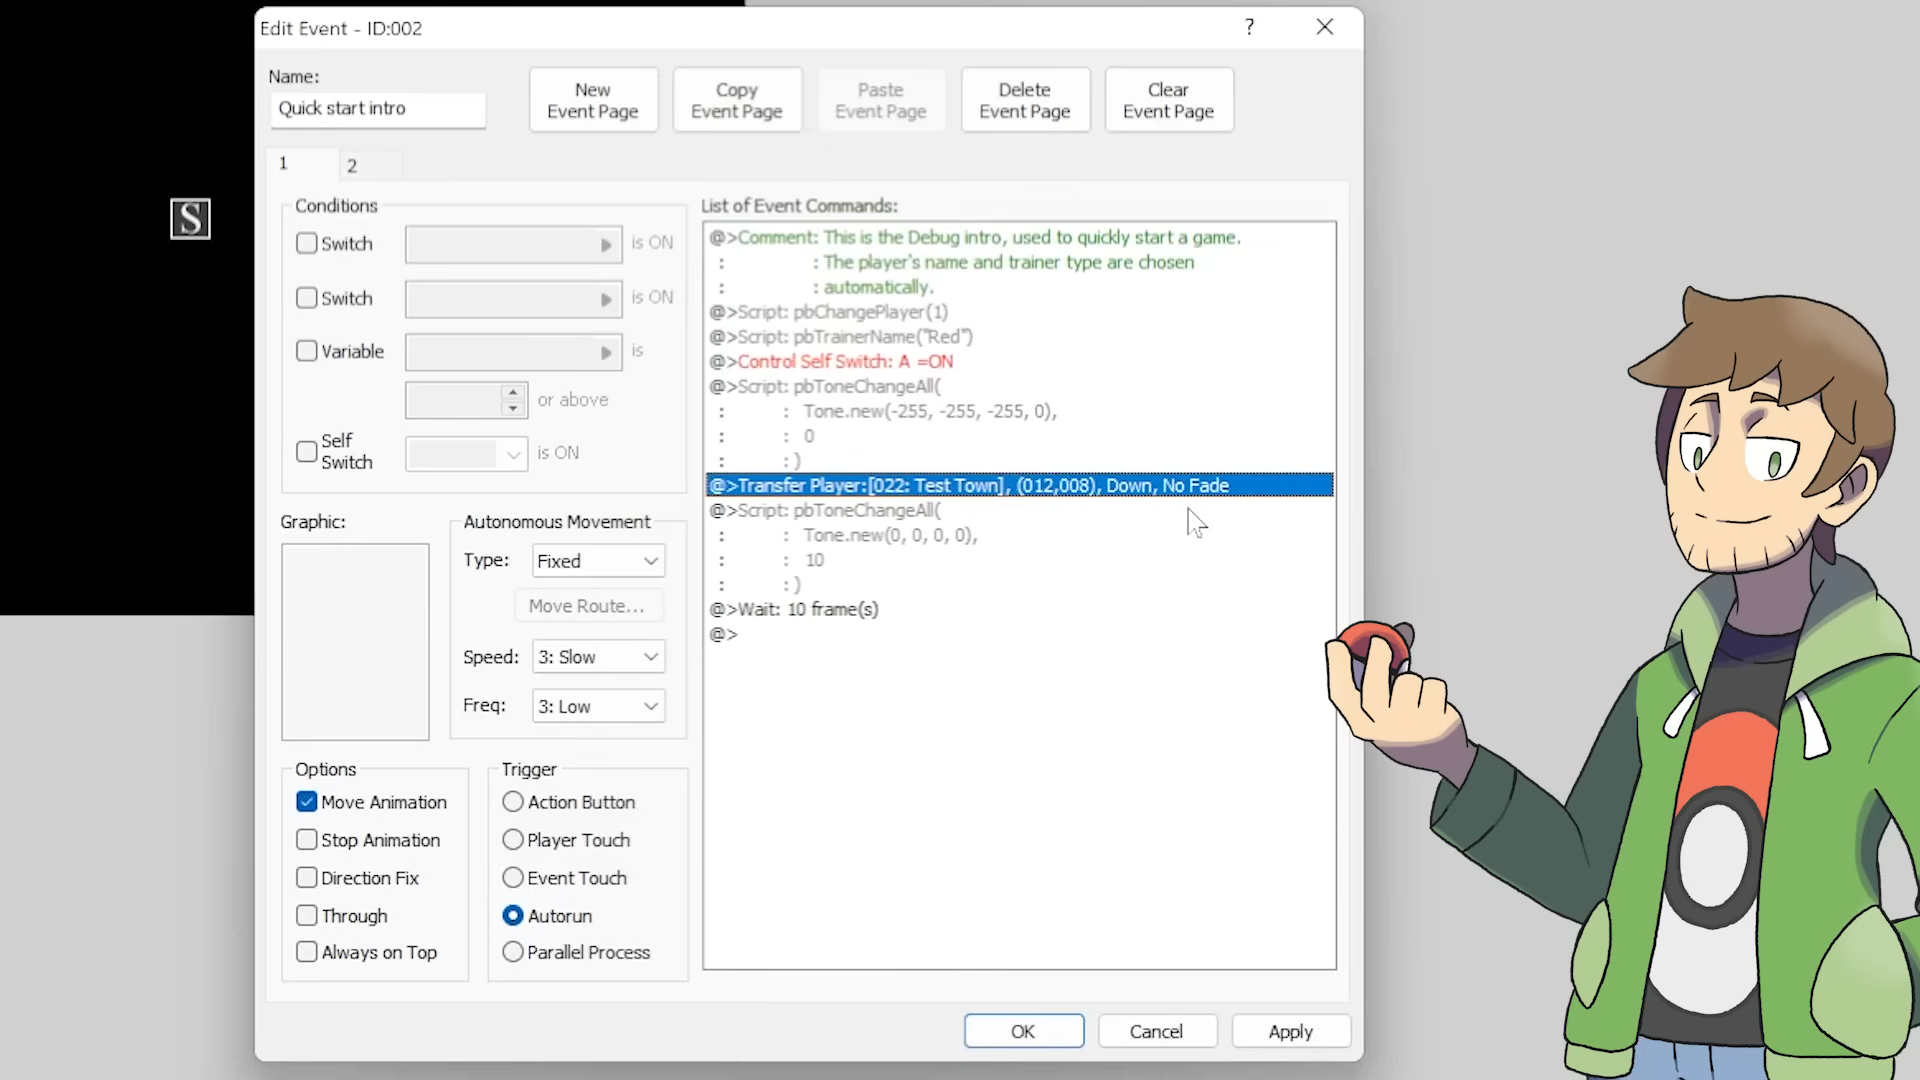 Edit Event - ID:002
?
Name:
Quick start intro
New
Event Page
Copy
Event Page
Paste
Event Page
Delete
Event Page
Clear
Event Page
1
2
S
Conditions
Switch
is ON
Switch
is ON
Variable
is
or above
Self
Switch
is ON
Graphic:
Autonomous Movement
Type:
Fixed
Move Route...
Speed:
3: Slow
Freq:
3: Low
Options
Move Animation
Stop Animation
Direction Fix
Through
Always on Top
Trigger
Action Button
Player Touch
Event Touch
Autorun
Parallel Process
List of Event Commands:
@>Comment: This is the Debug intro, used to quickly start a game.
: : The player's name and trainer type are chosen
: : automatically.
@>Script: pbChangePlayer(1)
@>Script: pbTrainerName("Red")
@>Control Self Switch: A =ON
@>Script: pbToneChangeAll(
: : Tone.new(-255, -255, -255, 0),
: : 0
: : )
@>Transfer Player:[022: Test Town], (012,008), Down, No Fade
@>Script: pbToneChangeAll(
: : Tone.new(0, 0, 0, 0),
: : 10
: : )
@>Wait: 10 frame(s)
@>
OK
Cancel
Apply